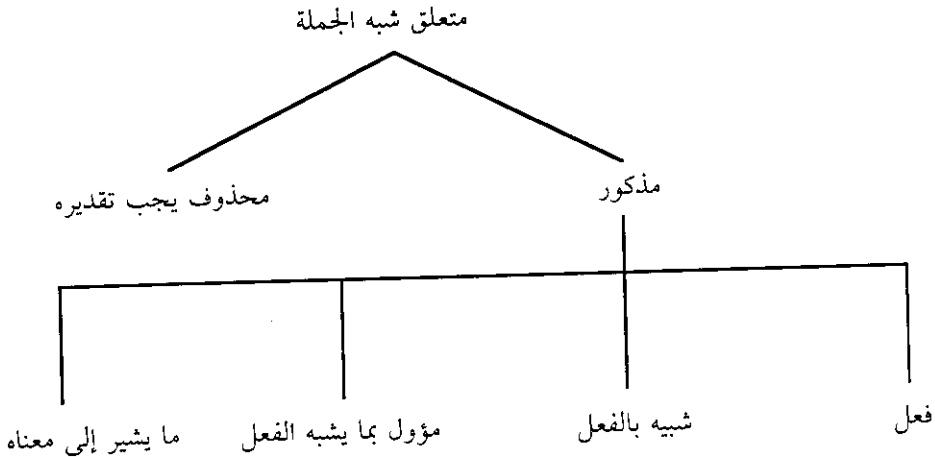 متعلق شبه الجملة
مذكور
محذوف يجب تقديره
فعل
شبيه بالفعل
مؤول بما يشبه الفعل
ما يشير إلى معناه